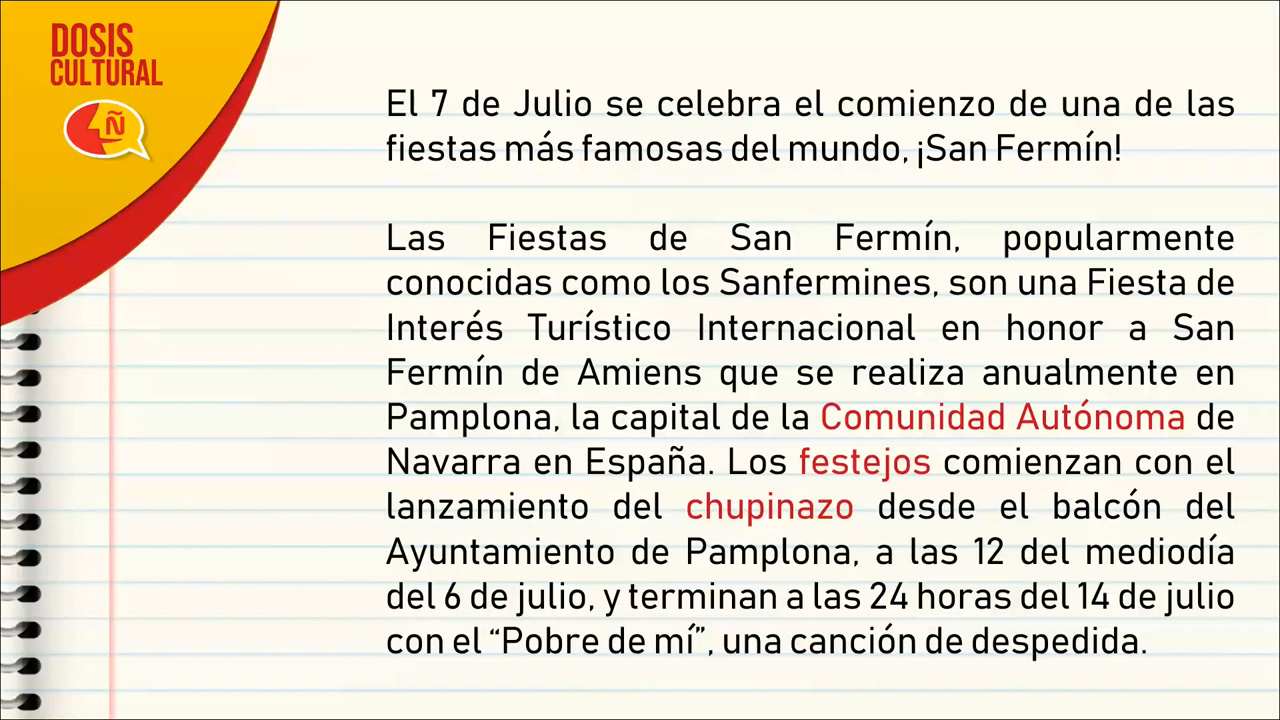 DOSIS
CULTURAL
Ñ
El 7 de Julio se celebra el comienzo de una de las
fiestas más famosas del mundo, ¡San Fermín!
Las Fiestas de San Fermín, popularmente
conocidas como los Sanfermines, son una Fiesta de
Interés Turístico Internacional en honor a San
Fermín de Amiens que se realiza anualmente en
Pamplona, la capital de la Comunidad Autónoma de
Navarra en España. Los festejos comienzan con el
lanzamiento del chupinazo desde el balcón del
Ayuntamiento de Pamplona, a las 12 del mediodía
del 6 de julio, y terminan a las 24 horas del 14 de julio
con el “Pobre de mí”, una canción de despedida.